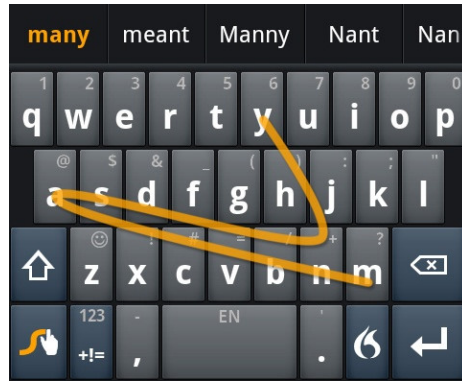 many meant Manny Nant Nan
1 2 3 4 5 6 7 8 9 0
q w e r t y u i o p
@ $ & _ ( ) : ; "
a s d f g h j k l
! # = / + ?
z x c v b n m
123 - EN '
+!= , .